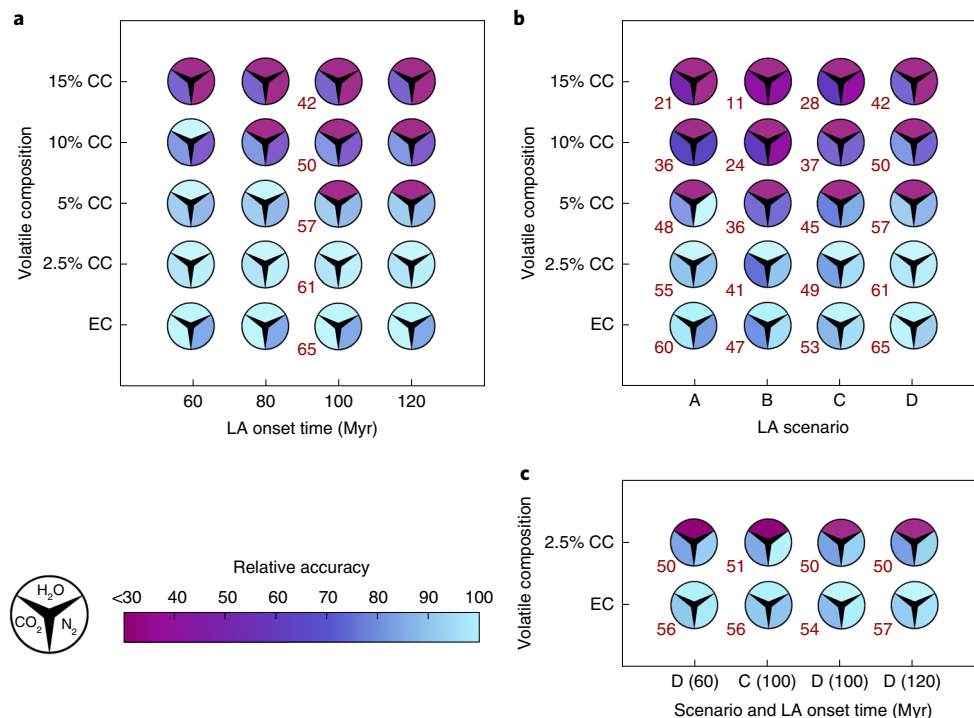 a
Volatile composition
15% CC
42
10% CC
50
5% CC
57
2.5% CC
61
EC
65
60 80 100 120
LA onset time (Myr)
b
Volatile composition
15% CC
21 11 28 42
10% CC
36 24 37 50
5% CC
48 36 45 57
2.5% CC
55 41 49 61
EC
60 47 53 65
A B C D
LA scenario
Relative accuracy
<30 40 50 60 70 80 90 100
H₂O
CO₂ N₂
c
Volatile composition
2.5% CC
50 51 50 50
EC
56 56 54 57
D (60) C (100) D (100) D (120)
Scenario and LA onset time (Myr)